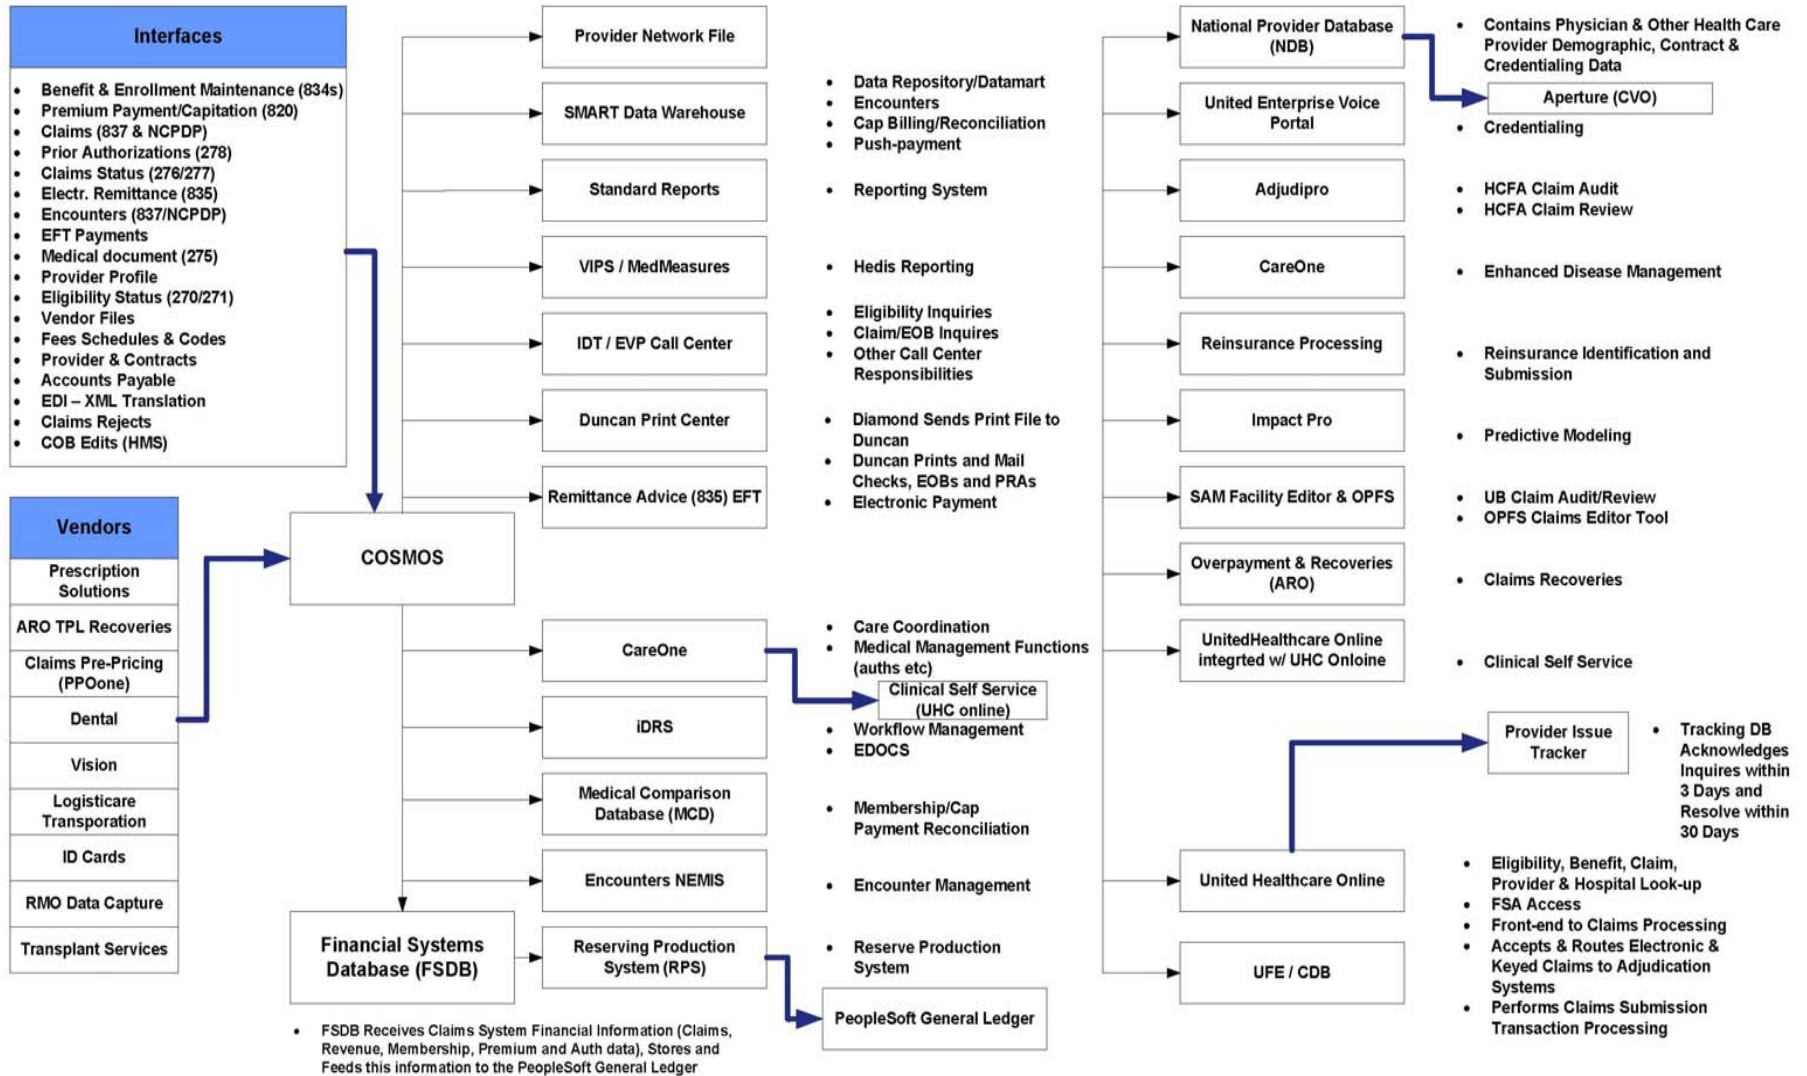 Interfaces
• Benefit & Enrollment Maintenance (834s)
• Premium Payment/Capitation (820)
• Claims (837 & NCPDP)
• Prior Authorizations (278)
• Claims Status (276/277)
• Electr. Remittance (835)
• Encounters (837/NCPDP)
• EFT Payments
• Medical document (275)
• Provider Profile
• Eligibility Status (270/271)
• Vendor Files
• Fees Schedules & Codes
• Provider & Contracts
• Accounts Payable
• EDI – XML Translation
• Claims Rejects
• COB Edits (HMS)
Vendors
Prescription
Solutions
ARO TPL Recoveries
Claims Pre-Pricing
(PPOone)
Dental
Vision
Logisticare
Transporation
ID Cards
RMO Data Capture
Transplant Services
COSMOS
Financial Systems
Database (FSDB)
• FSDB Receives Claims System Financial Information (Claims,
Revenue, Membership, Premium and Auth data), Stores and
Feeds this information to the PeopleSoft General Ledger
Provider Network File
SMART Data Warehouse
• Data Repository/Datamart
• Encounters
• Cap Billing/Reconciliation
• Push-payment
Standard Reports
• Reporting System
VIPS / MedMeasures
• Hedis Reporting
IDT / EVP Call Center
• Eligibility Inquiries
• Claim/EOB Inquires
• Other Call Center
Responsibilities
Duncan Print Center
• Diamond Sends Print File to
Duncan
• Duncan Prints and Mail
Checks, EOBs and PRAs
Remittance Advice (835) EFT
• Electronic Payment
CareOne
• Care Coordination
• Medical Management Functions
(auths etc)
Clinical Self Service
(UHC online)
iDRS
• Workflow Management
• EDOCS
Medical Comparison
Database (MCD)
• Membership/Cap
Payment Reconciliation
Encounters NEMIS
• Encounter Management
Reserving Production
System (RPS)
• Reserve Production
System
PeopleSoft General Ledger
National Provider Database
(NDB)
• Contains Physician & Other Health Care
Provider Demographic, Contract &
Credentialing Data
Aperture (CVO)
• Credentialing
United Enterprise Voice
Portal
Adjudipro
• HCFA Claim Audit
• HCFA Claim Review
CareOne
• Enhanced Disease Management
Reinsurance Processing
• Reinsurance Identification and
Submission
Impact Pro
• Predictive Modeling
SAM Facility Editor & OPFS
• UB Claim Audit/Review
• OPFS Claims Editor Tool
Overpayment & Recoveries
(ARO)
• Claims Recoveries
UnitedHealthcare Online
integrted w/ UHC Onloine
• Clinical Self Service
Provider Issue
Tracker
• Tracking DB
Acknowledges
Inquires within
3 Days and
Resolve within
30 Days
United Healthcare Online
• Eligibility, Benefit, Claim,
Provider & Hospital Look-up
• FSA Access
• Front-end to Claims Processing
• Accepts & Routes Electronic &
Keyed Claims to Adjudication
Systems
• Performs Claims Submission
Transaction Processing
UFE / CDB